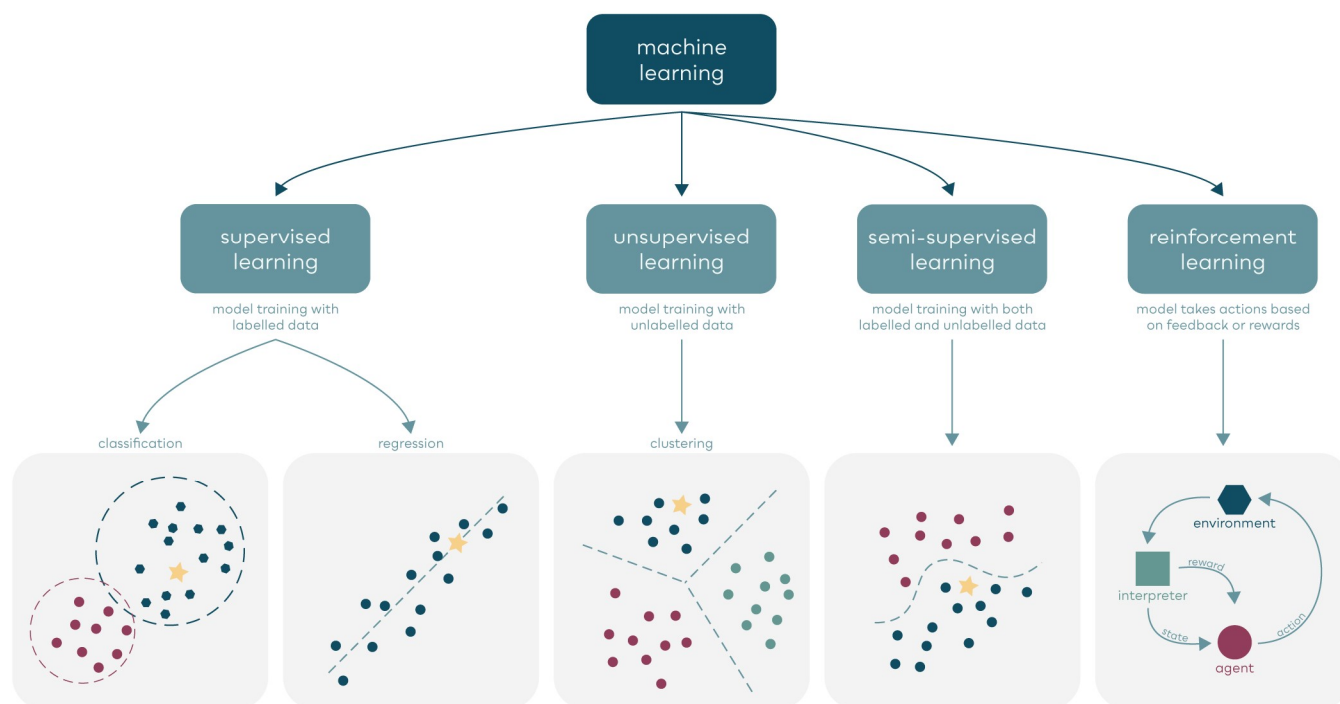 machine
learning
supervised
learning
unsupervised
learning
semi-supervised
learning
reinforcement
learning
model training with
labelled data
model training with
unlabelled data
model training with both
labelled and unlabelled data
model takes actions based
on feedback or rewards
classification
regression
clustering
environment
reward
interpreter
state
action
agent